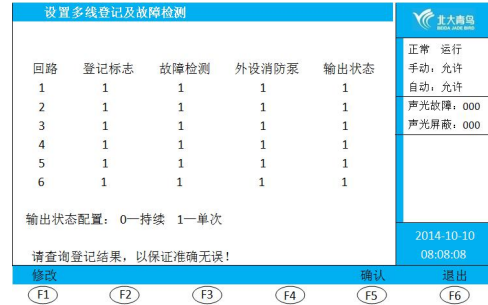 设置多线登记及故障检测
北大青鸟
BEIDA JADE BIRD
正常 运行
手动：允许
自动：允许
声光故障：000
声光屏蔽：000
回路 登记标志 故障检测 外设消防泵 输出状态
1 1 1 1 1
2 1 1 1 1
3 1 1 1 1
4 1 1 1 1
5 1 1 1 1
6 1 1 1 1
输出状态配置： 0—持续 1—单次
请查询登记结果，以保证准确无误！
2014-10-10
08:08:08
修改 确认 退出
F1 F2 F3 F4 F5 F6